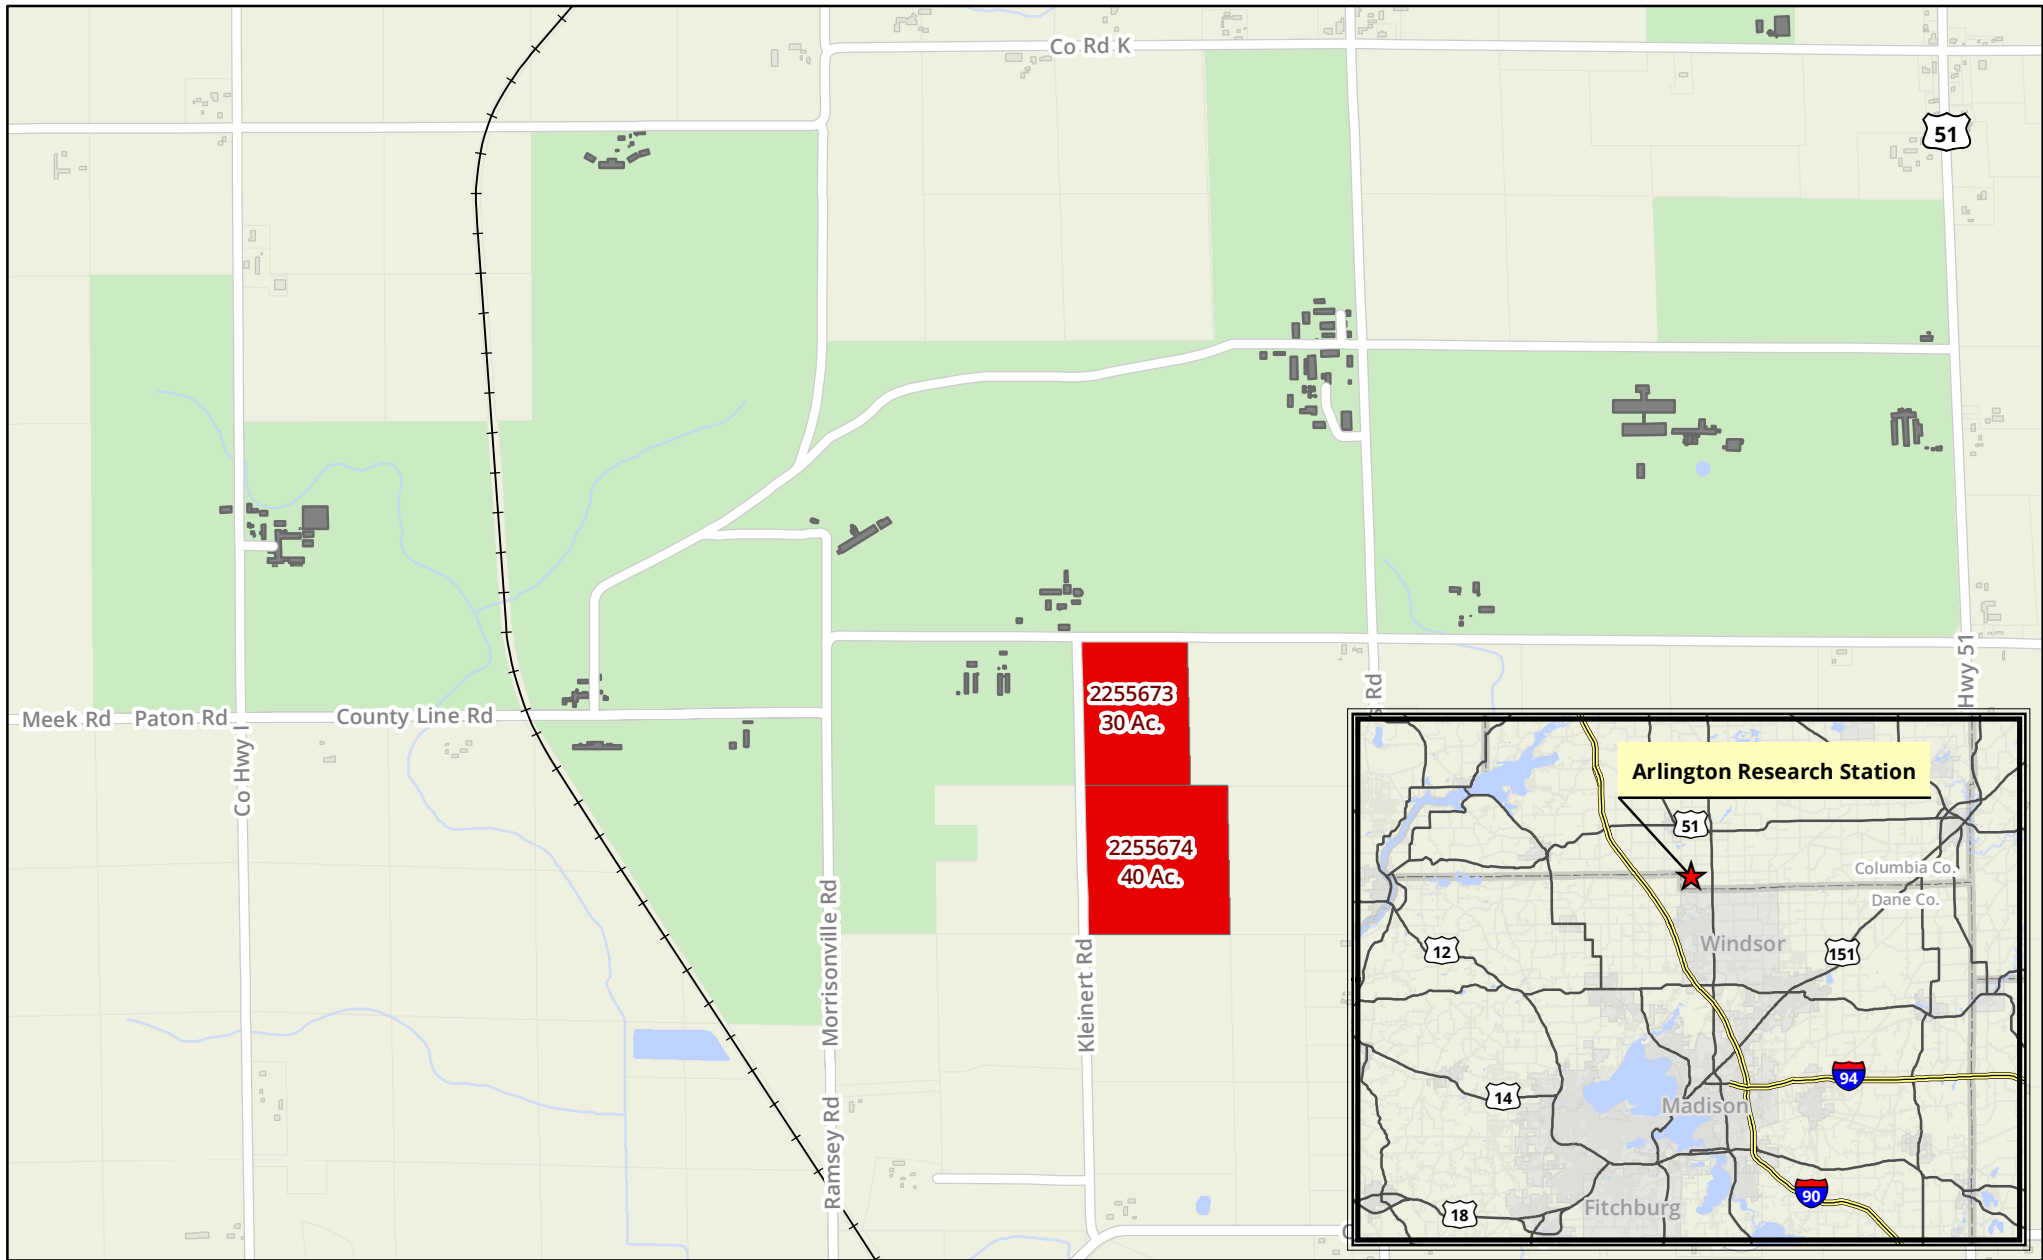 Co Rd K
51
2255673
30 Ac.
Meek Rd
Paton Rd
County Line Rd
Co Hwy I
2255674
40 Ac.
Morrisonville Rd
Kleinert Rd
Ramsey Rd
Rd
Hwy 51
Arlington Research Station
51
Columbia Co.
Dane Co.
Windsor
12
151
94
14
Madison
90
18
Fitchburg